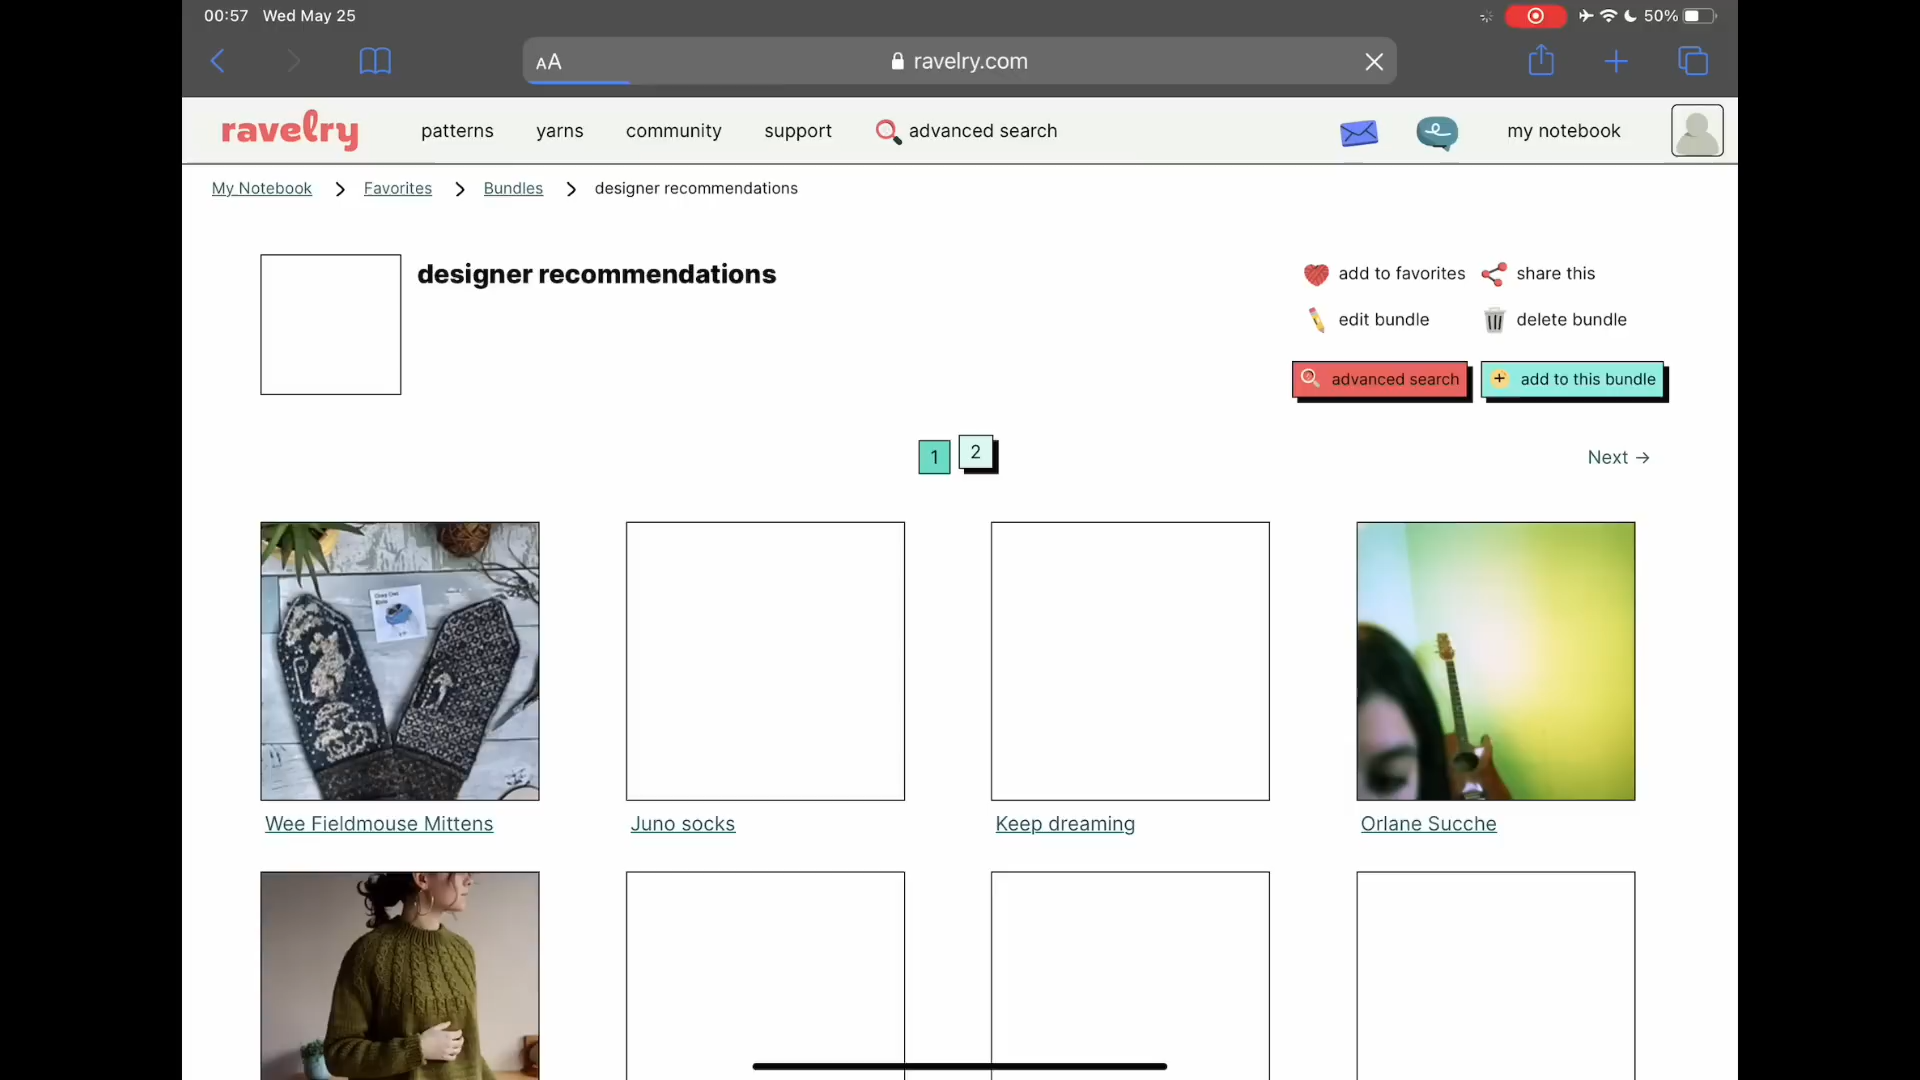 00:57 Wed May 25
50%
AA
ravelry.com
ravelry
patterns
yarns
community
support
advanced search
my notebook
My Notebook
Favorites
Bundles
designer recommendations
designer recommendations
add to favorites
share this
edit bundle
delete bundle
advanced search
add to this bundle
1
2
Next →
Wee Fieldmouse Mittens
Juno socks
Keep dreaming
Orlane Sucche